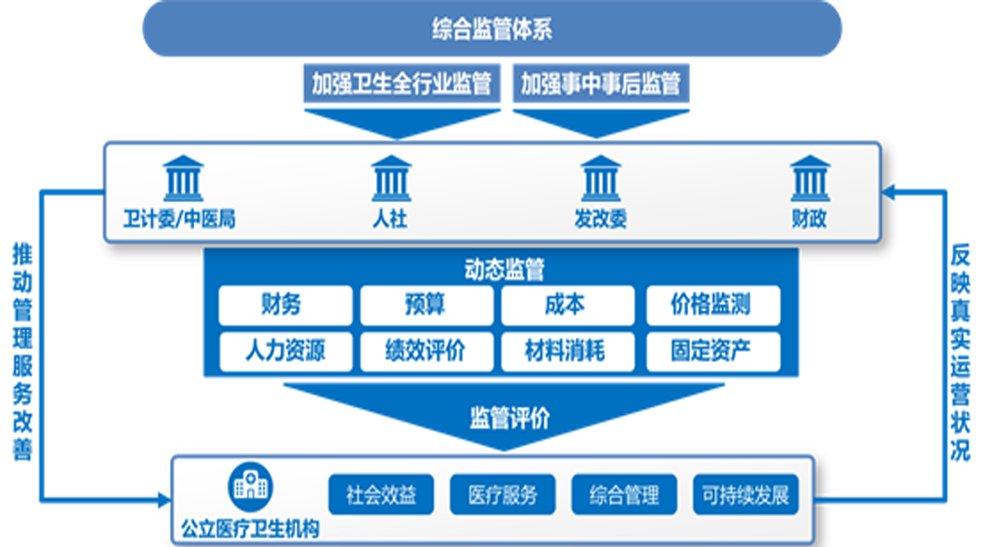 综合监管体系
加强卫生全行业监管 加强事中事后监管
卫计委/中医局 人社 发改委 财政
动态监管
财务 预算 成本 价格监测
人力资源 绩效评价 材料消耗 固定资产
监管评价
社会效益 医疗服务 综合管理 可持续发展
公立医疗卫生机构
推动管理服务改善
反映真实运营状况